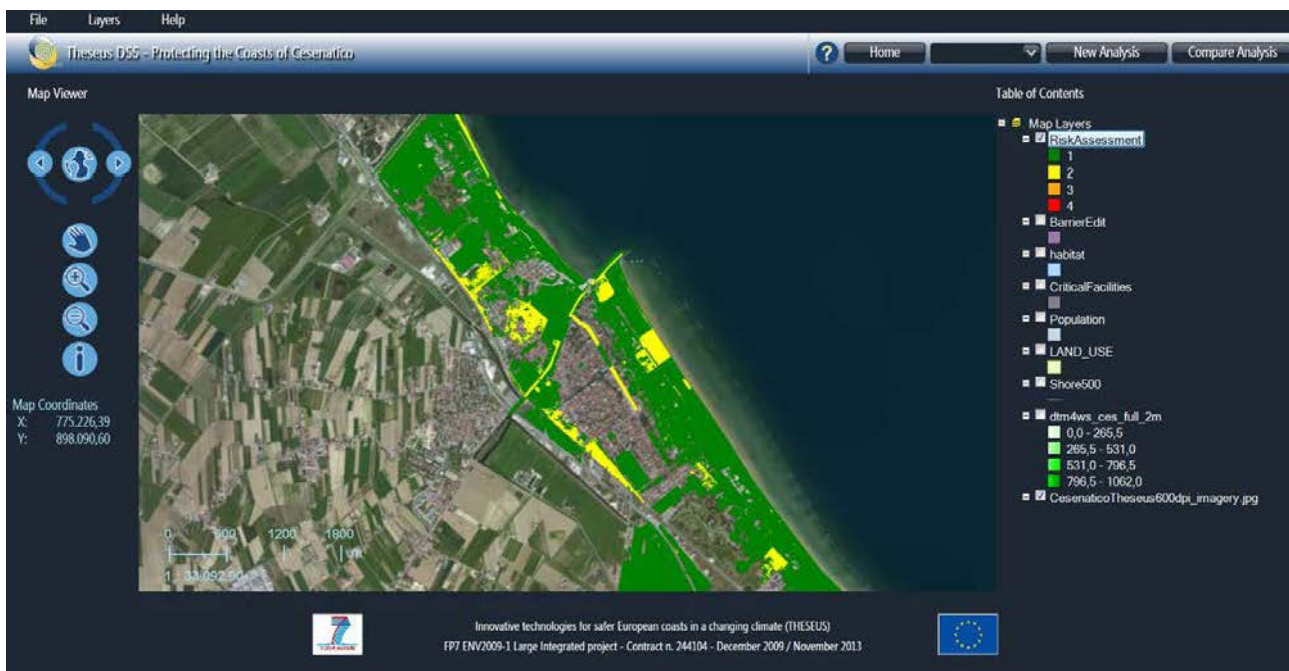 File Layers Help
Theseus DSS - Protecting the Coasts of Cesenatico
? Home New Analysis Compare Analysis
Map Viewer
Table of Contents
Map Layers
RiskAssessment
1
2
3
4
BarrierEdit
habitat
CriticalFacilities
Population
LAND_USE
Shore500
dtm4ws_ces_full_2m
0,0 - 265,5
265,5 - 531,0
531,0 - 796,5
796,5 - 1062,0
CesenaticoTheseus600dpi_imagery.jpg
Map Coordinates
X: 775.226,39
Y: 898.090,60
0 600 1200 1800
1 33.092,90
Innovative technologies for safer European coasts in a changing climate (THESEUS)
FP7 ENV2009-1 Large Integrated project - Contract n. 244104 - December 2009 / November 2013